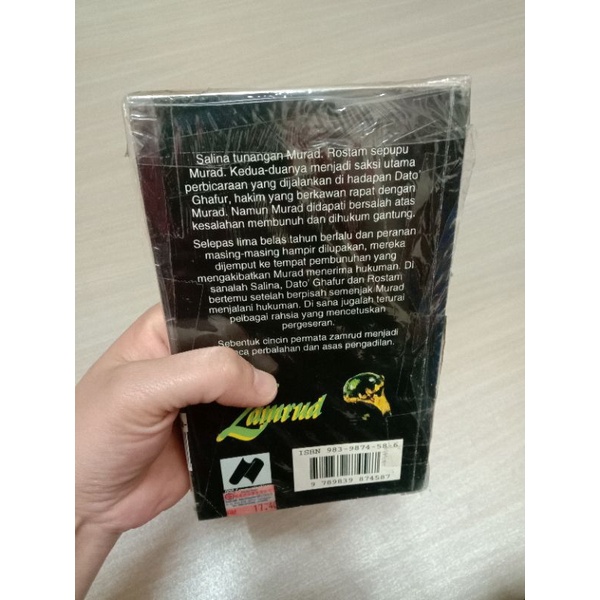 Salina tunangan Murad. Rostam sepupu
Murad. Kedua-duanya menjadi saksi utama
perbicaraan yang dijalankan di hadapan Dato'
Ghafur, hakim yang berkawan rapat dengan
Murad. Namun Murad didapati bersalah atas
kesalahan membunuh dan dihukum gantung.
Selepas lima belas tahun berlalu dan peranan
masing-masing hampir dilupakan, mereka
dijemput ke tempat pembunuhan yang
mengakibatkan Murad menerima hukuman. Di
sanalah Salina, Dato' Ghafur dan Rostam
bertemu setelah berpisah semenjak Murad
menjalani hukuman. Di sana jugalah terurai
pelbagai rahsia yang mencetuskan
pergeseran.
Sebentuk cincin permata zamrud menjadi
perbalahan dan asas pengadilan.
Zamrud
ISBN 983-9874-58-6
9 789839 874587